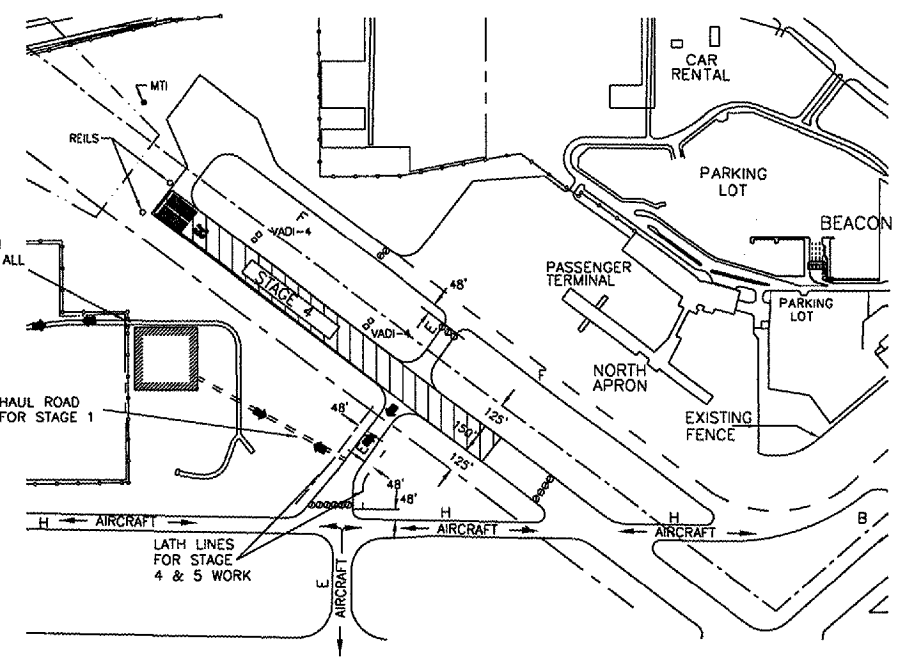 MTI
CAR
RENTAL
REILS
PARKING
LOT
F
BEACON
VADI-4
ALL
48'
PASSENGER
TERMINAL
STAGE 4
PARKING
LOT
E
VADI-4
NORTH
APRON
F
HAUL ROAD
FOR STAGE 1
48'
125'
EXISTING
FENCE
150'
E
125'
48'
48'
H
AIRCRAFT
H
AIRCRAFT
H
AIRCRAFT
B
LATH LINES
FOR STAGE
4 & 5 WORK
E
AIRCRAFT